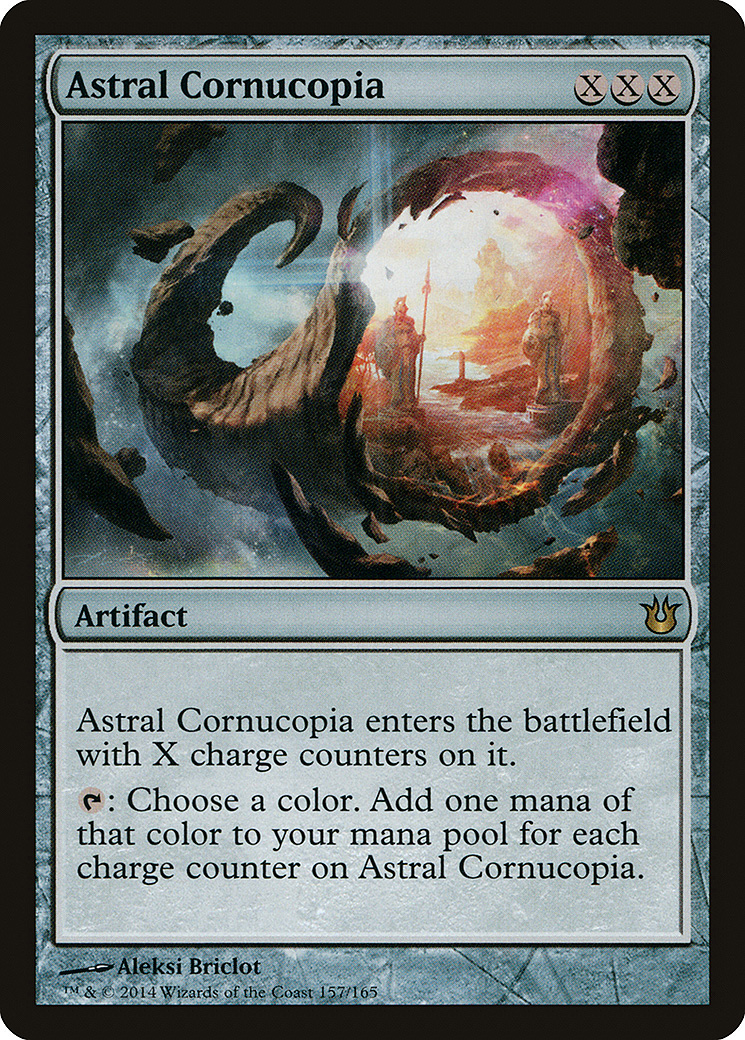 Astral Cornucopia XXX
Artifact
Astral Cornucopia enters the battlefield
with X charge counters on it.
: Choose a color. Add one mana of
that color to your mana pool for each
charge counter on Astral Cornucopia.
Aleksi Briclot
™ & © 2014 Wizards of the Coast 157/165